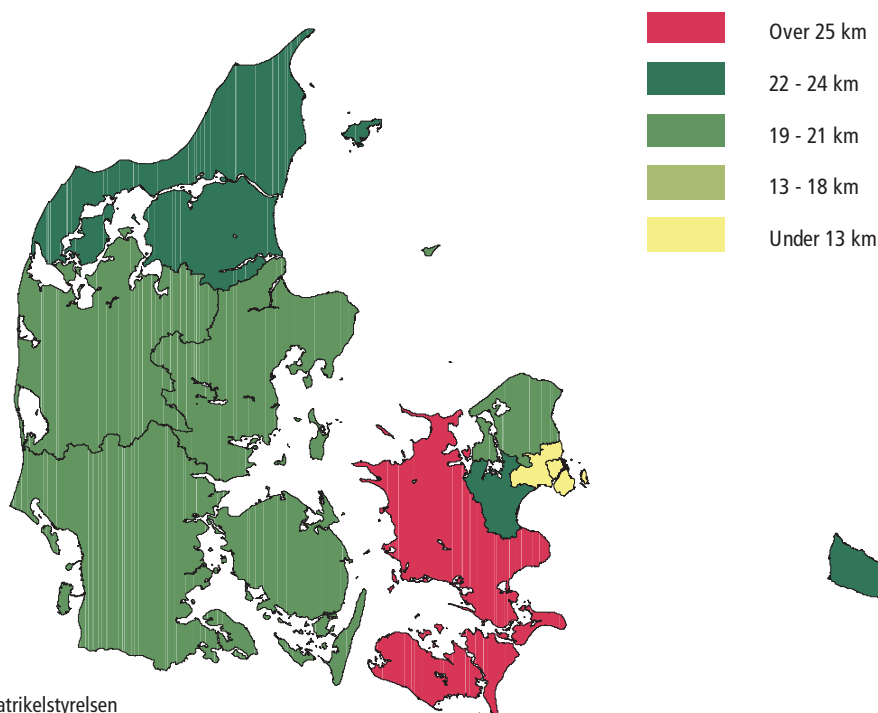 Over 25 km
22 - 24 km
19 - 21 km
13 - 18 km
Under 13 km
atrikelstyrelsen